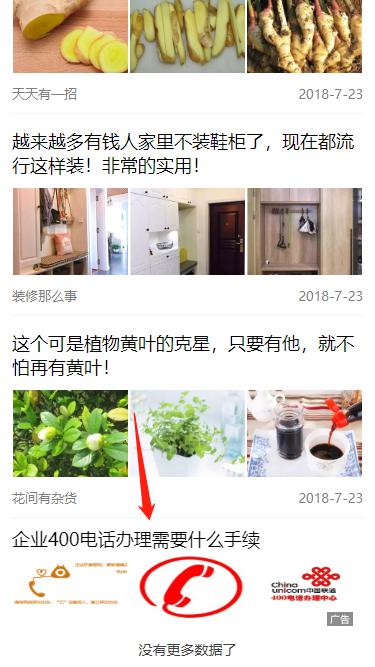 天天有一招 2018-7-23
越来越多有钱人家里不装鞋柜了，现在都流
行这样装！非常的实用！
装修那么事 2018-7-23
这个可是植物黄叶的克星，只要有他，就不
怕再有黄叶！
花间有杂货 2018-7-23
企业400电话办理需要什么手续
China
unicom中国联通
400电话办理中心
广告
没有更多数据了